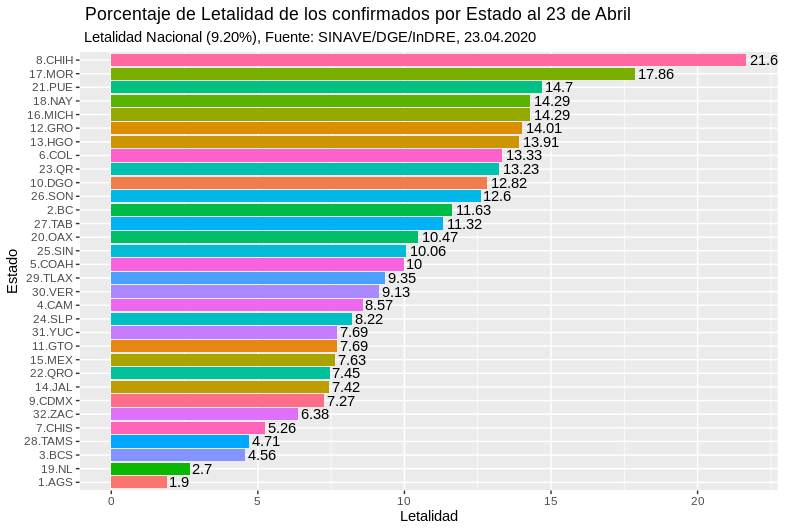 Porcentaje de Letalidad de los confirmados por Estado al 23 de Abril
Letalidad Nacional (9.20%), Fuente: SINAVE/DGE/InDRE, 23.04.2020
Estado
8.CHIH 21.6
17.MOR 17.86
21.PUE 14.7
18.NAY 14.29
16.MICH 14.29
12.GRO 14.01
13.HGO 13.91
6.COL 13.33
23.QR 13.23
10.DGO 12.82
26.SON 12.6
2.BC 11.63
27.TAB 11.32
20.OAX 10.47
25.SIN 10.06
5.COAH 10
29.TLAX 9.35
30.VER 9.13
4.CAM 8.57
24.SLP 8.22
31.YUC 7.69
11.GTO 7.69
15.MEX 7.63
22.QRO 7.45
14.JAL 7.42
9.CDMX 7.27
32.ZAC 6.38
7.CHIS 5.26
28.TAMS 4.71
3.BCS 4.56
19.NL 2.7
1.AGS 1.9
0 5 10 15 20
Letalidad